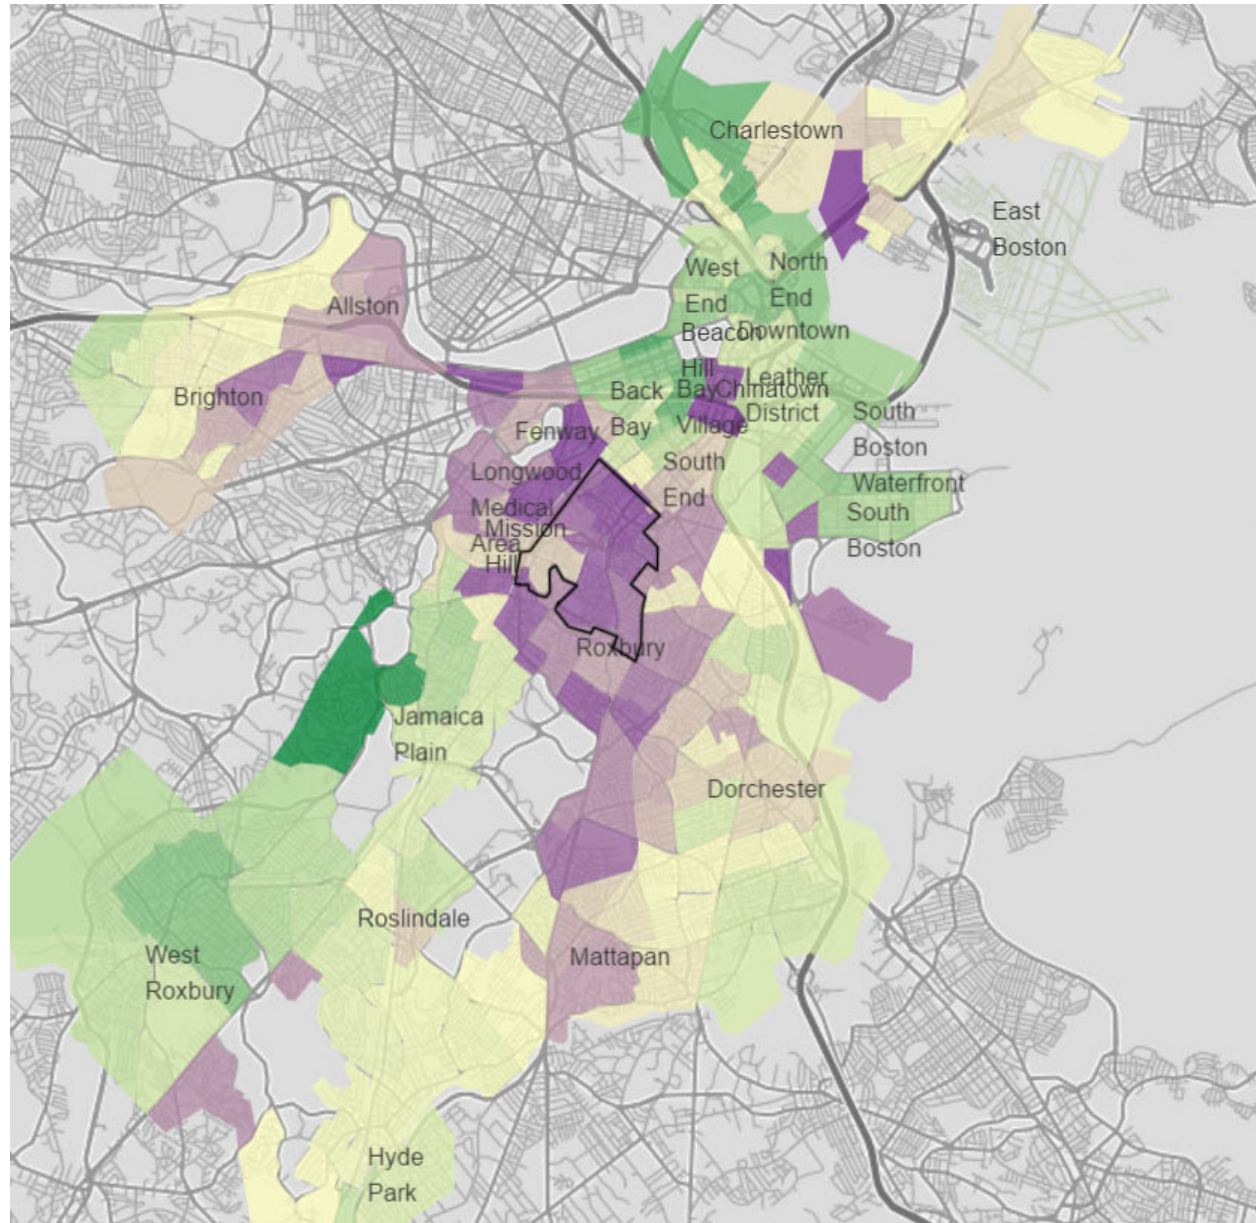 Charlestown
East
Boston
West
End
North
End
Allston
Beacon
Hill
Downtown
Brighton
Back
Bay
Bay
Village
Chinatown
Leather
District
South
Boston
Waterfront
Fenway
South
End
Longwood
Medical
Area
Mission
Hill
South
Boston
Roxbury
Jamaica
Plain
Dorchester
Roslindale
West
Roxbury
Mattapan
Hyde
Park